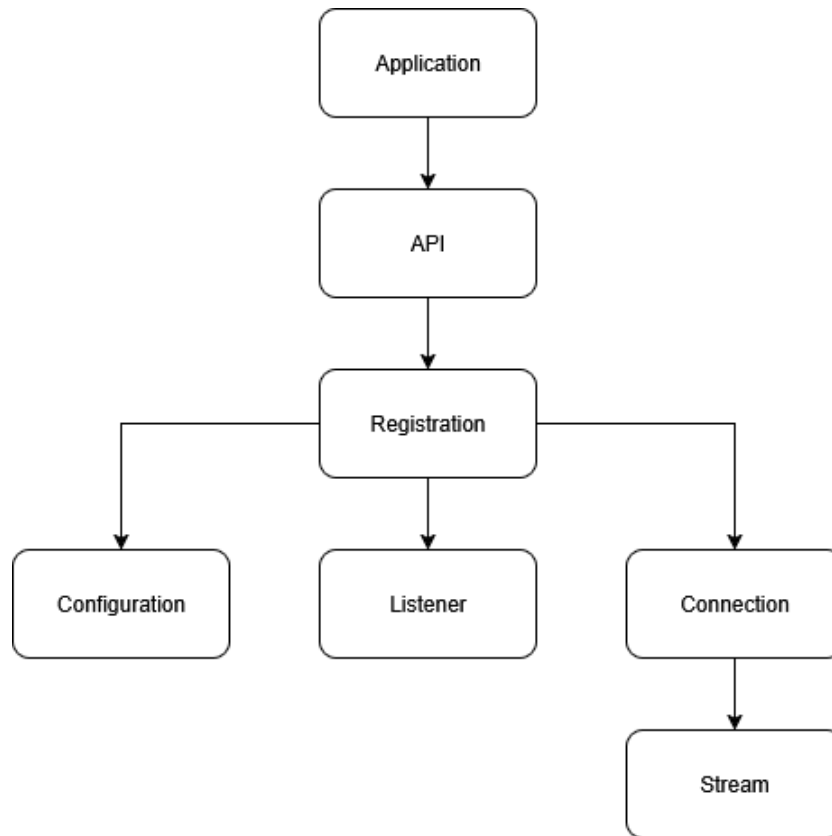 Application
API
Registration
Configuration
Listener
Connection
Stream